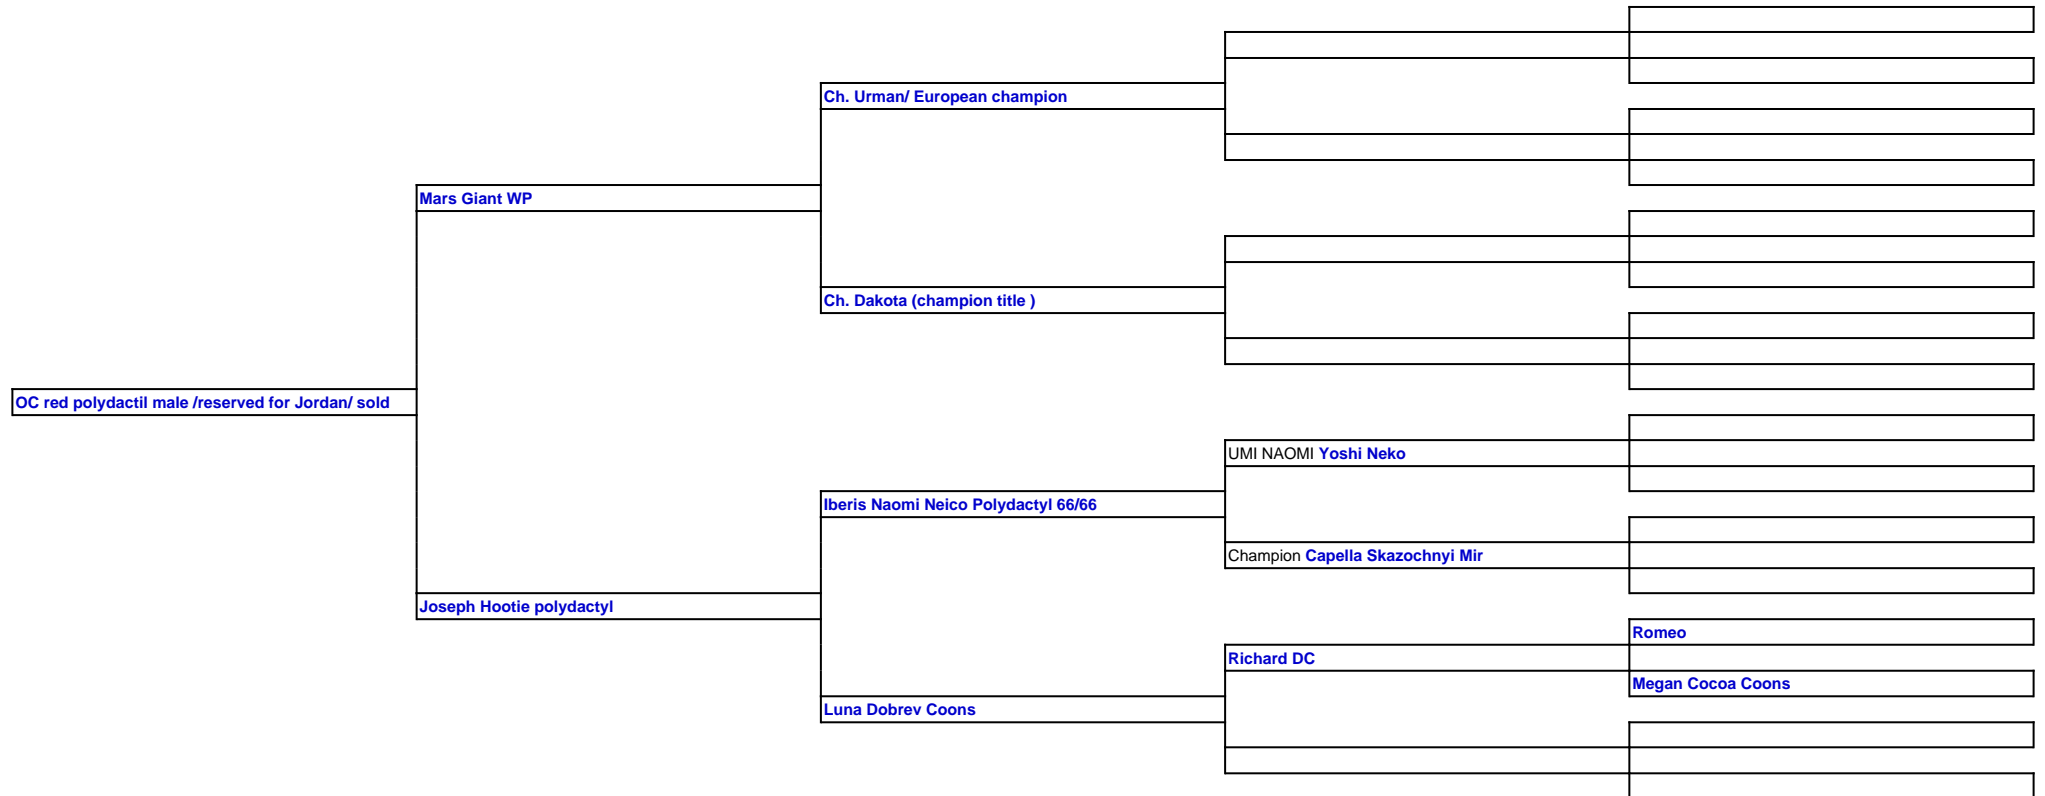 Ch. Urman/ European champion
Mars Giant WP
Ch. Dakota (champion title )
OC red polydactil male /reserved for Jordan/ sold
UMI NAOMI Yoshi Neko
Iberis Naomi Neico Polydactyl 66/66
Champion Capella Skazochnyi Mir
Joseph Hootie polydactyl
Romeo
Richard DC
Megan Cocoa Coons
Luna Dobrev Coons